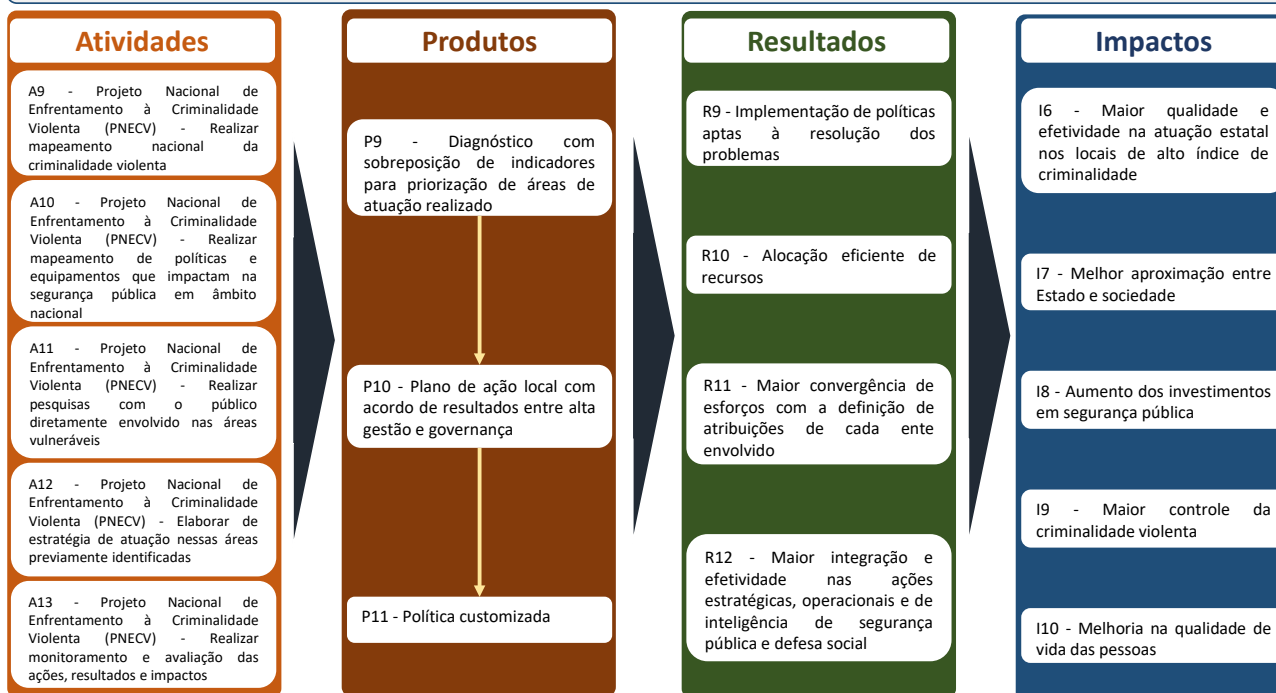 Atividades
A9 - Projeto Nacional de
Enfrentamento à Criminalidade
Violenta (PNECV) - Realizar
mapeamento nacional da
criminalidade violenta
A10 - Projeto Nacional de
Enfrentamento à Criminalidade
Violenta (PNECV) - Realizar
mapeamento de políticas e
equipamentos que impactam na
segurança pública em âmbito
nacional
A11 - Projeto Nacional de
Enfrentamento à Criminalidade
Violenta (PNECV) - Realizar
pesquisas com o público
diretamente envolvido nas áreas
vulneráveis
A12 - Projeto Nacional de
Enfrentamento à Criminalidade
Violenta (PNECV) - Elaborar de
estratégia de atuação nessas áreas
previamente identificadas
A13 - Projeto Nacional de
Enfrentamento à Criminalidade
Violenta (PNECV) - Realizar
monitoramento e avaliação das
ações, resultados e impactos
Produtos
P9 - Diagnóstico com
sobreposição de indicadores
para priorização de áreas de
atuação realizado
P10 - Plano de ação local com
acordo de resultados entre alta
gestão e governança
P11 - Política customizada
Resultados
R9 - Implementação de políticas
aptas à resolução dos
problemas
R10 - Alocação eficiente de
recursos
R11 - Maior convergência de
esforços com a definição de
atribuições de cada ente
envolvido
R12 - Maior integração e
efetividade nas ações
estratégicas, operacionais e de
inteligência de segurança
pública e defesa social
Impactos
I6 - Maior qualidade e
efetividade na atuação estatal
nos locais de alto índice de
criminalidade
I7 - Melhor aproximação entre
Estado e sociedade
I8 - Aumento dos investimentos
em segurança pública
I9 - Maior controle da
criminalidade violenta
I10 - Melhoria na qualidade de
vida das pessoas